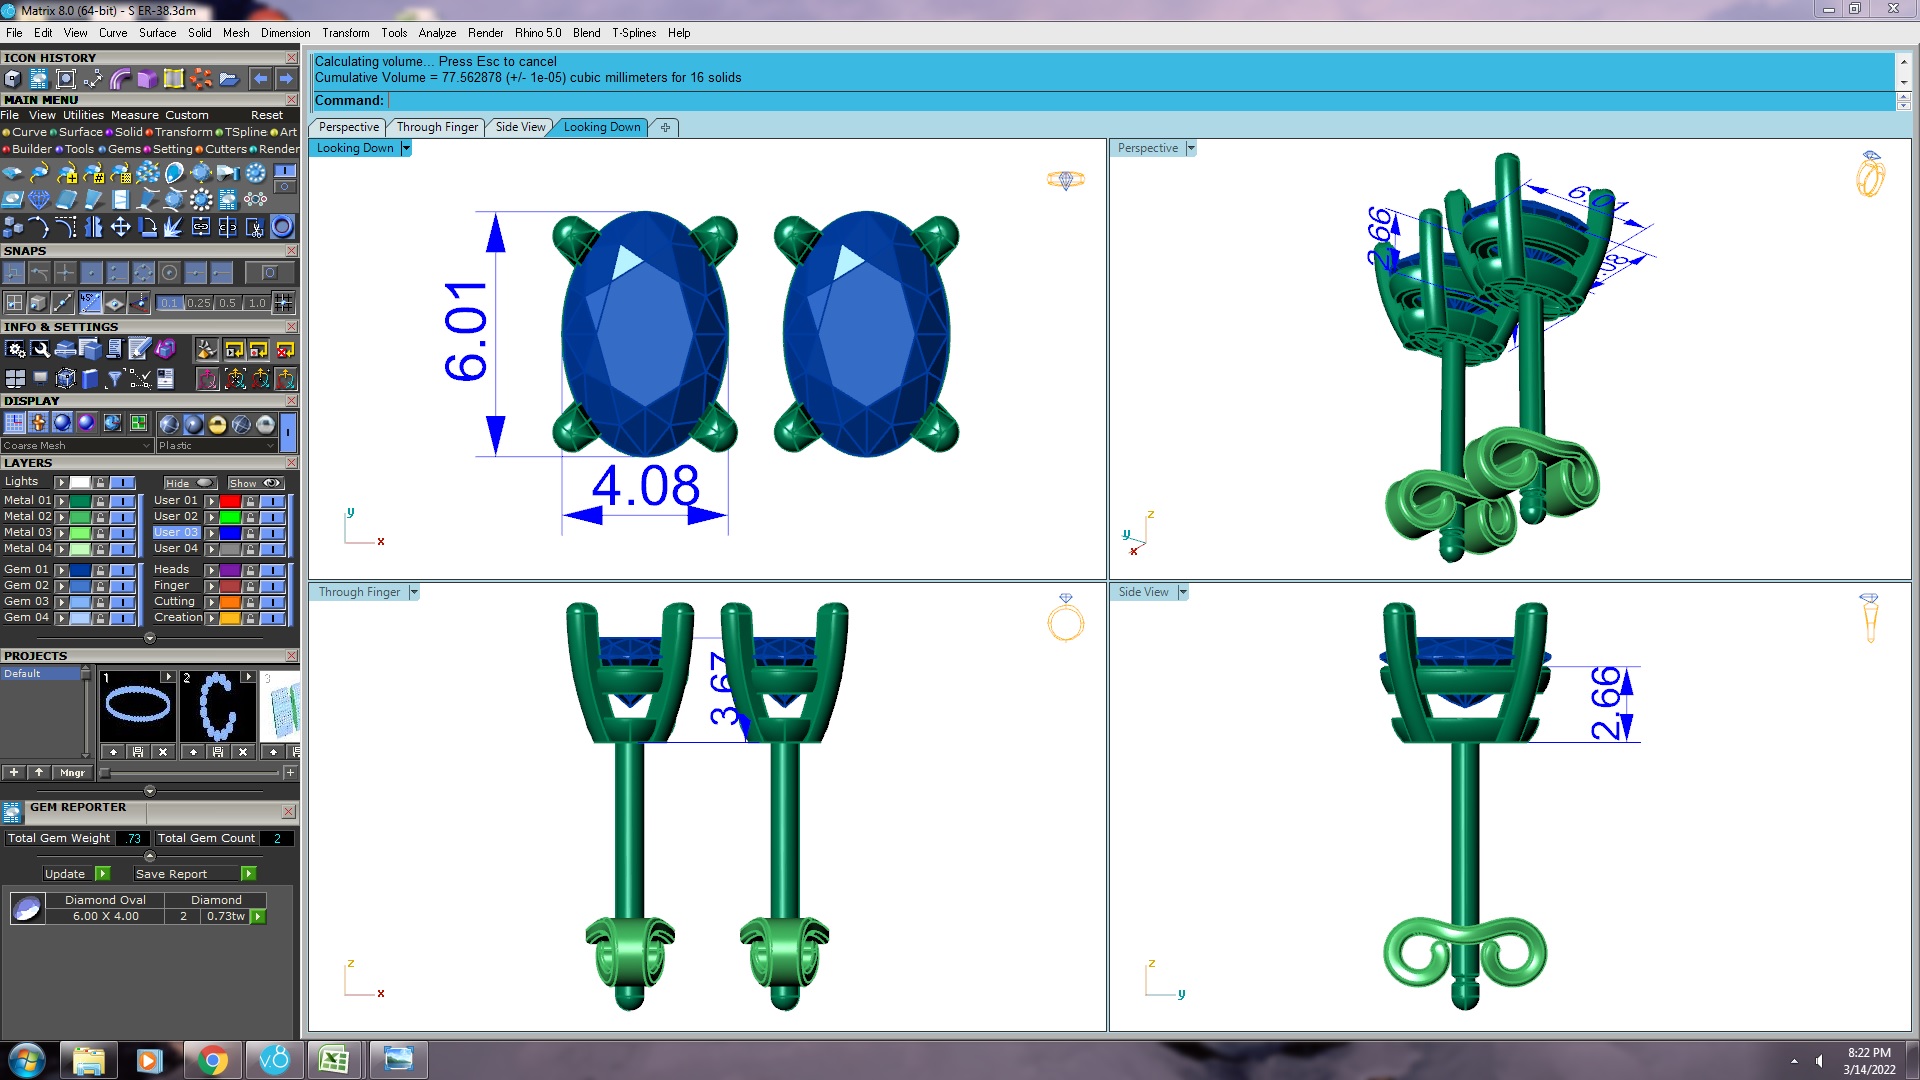 Matrix 8.0 (64-bit) - S ER-38.3dm
File Edit View Curve Surface Solid Mesh Dimension Transform Tools Analyze Render Rhino 5.0 Blend T-Splines Help
ICON HISTORY
MAIN MENU
File View Utilities Measure Custom Reset
Curve Surface Solid Transform TSpline Art
Builder Tools Gems Setting Cutters Render
SNAPS
0.1 0.25 0.5 1.0
INFO & SETTINGS
DISPLAY
Coarse Mesh Plastic
LAYERS
Lights Hide Show
Metal 01 User 01
Metal 02 User 02
Metal 03 User 03
Metal 04 User 04
Gem 01 Heads
Gem 02 Finger
Gem 03 Cutting
Gem 04 Creation
PROJECTS
Default
1 2 3
Mngr
GEM REPORTER
Total Gem Weight .73 Total Gem Count 2
Update Save Report
Diamond Oval Diamond
6.00 X 4.00 2 0.73tw
Calculating volume... Press Esc to cancel
Cumulative Volume = 77.562878 (+/- 1e-05) cubic millimeters for 16 solids
Command:
Perspective Through Finger Side View Looking Down
Looking Down
6.01
4.08
y
x
Perspective
2.66
6.01
.08
z
y
x
Through Finger
3.67
z
x
Side View
2.66
z
y
v8
8:22 PM
3/14/2022